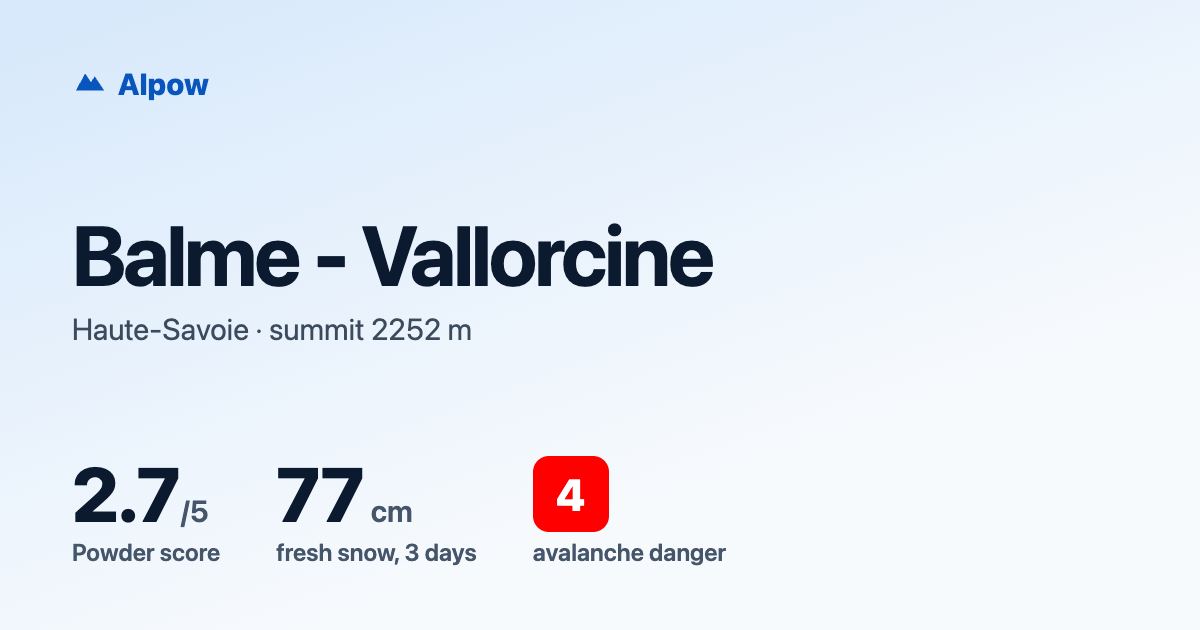 Alpow
Balme - Vallorcine
Haute-Savoie · summit 2252 m
2.7/5 77 cm 4
Powder score fresh snow, 3 days avalanche danger